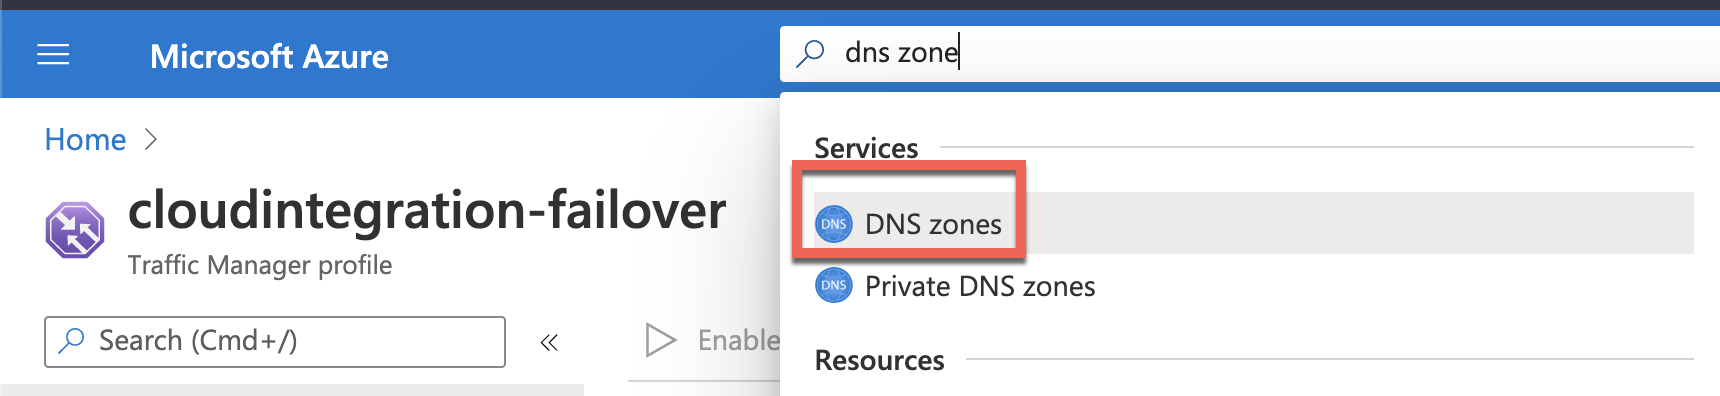 Microsoft Azure
dns zone
Home
cloudintegration-failover
Traffic Manager profile
Search (Cmd+/)
«
Enable
Services
DNS DNS zones
DNS Private DNS zones
Resources